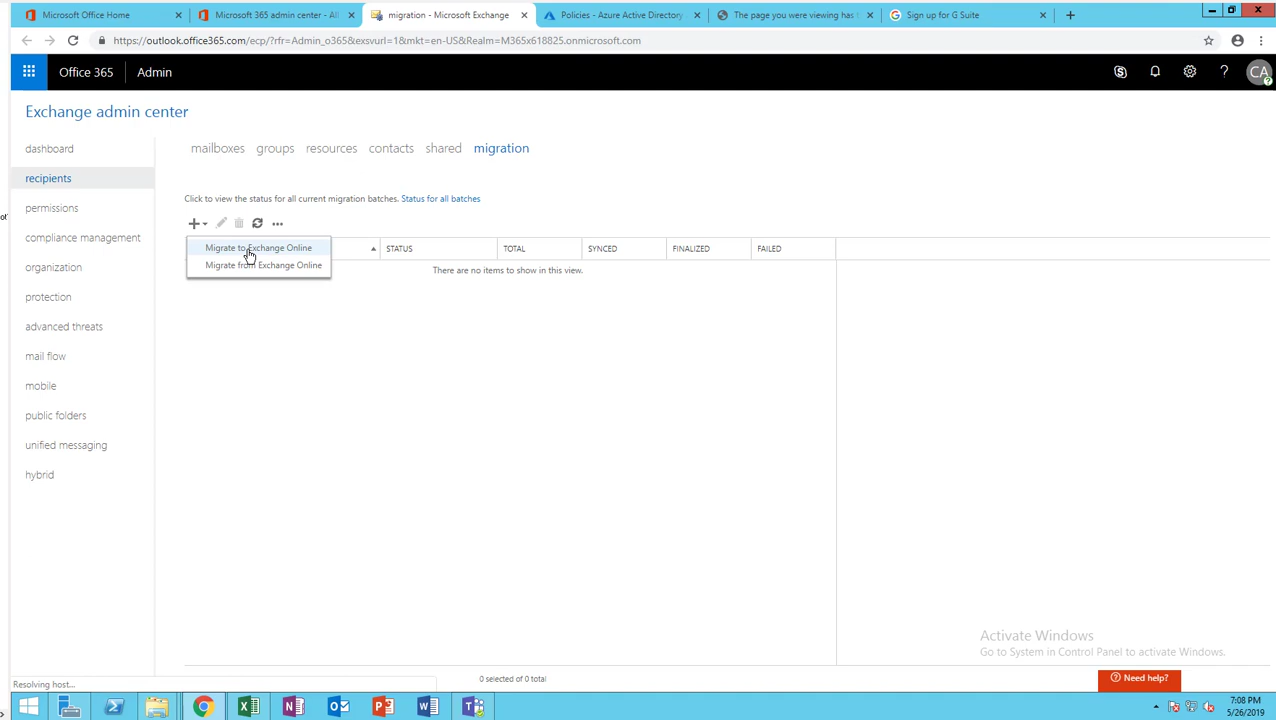 Microsoft Office Home
Microsoft 365 admin center - All
migration - Microsoft Exchange
Policies - Azure Active Directory
The page you were viewing has
Sign up for G Suite
https://outlook.office365.com/ecp/?rfr=Admin_o365&exsvurl=1&mkt=en-US&Realm=M365x618825.onmicrosoft.com
Office 365
Admin
CA
Exchange admin center
dashboard
recipients
permissions
compliance management
organization
protection
advanced threats
mail flow
mobile
public folders
unified messaging
hybrid
mailboxes groups resources contacts shared migration
Click to view the status for all current migration batches. Status for all batches
Migrate to Exchange Online
Migrate from Exchange Online
STATUS TOTAL SYNCED FINALIZED FAILED
There are no items to show in this view.
Activate Windows
Go to System in Control Panel to activate Windows.
Resolving host...
0 selected of 0 total
Need help?
7:08 PM
5/26/2019